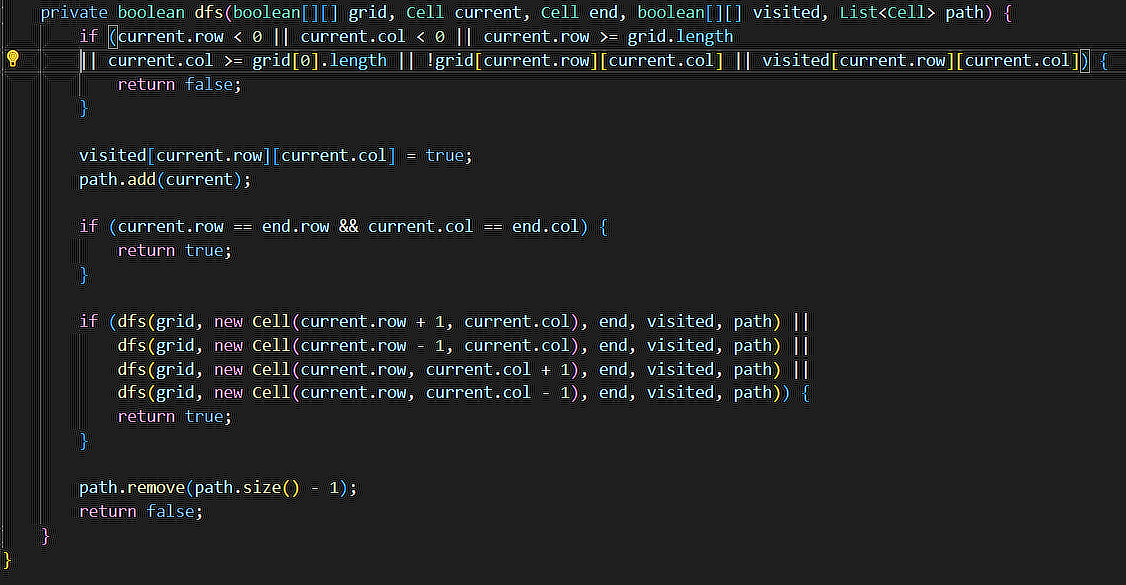 private boolean dfs(boolean[][] grid, Cell current, Cell end, boolean[][] visited, List<Cell> path) {
if (current.row < 0 || current.col < 0 || current.row >= grid.length
|| current.col >= grid[0].length || !grid[current.row][current.col] || visited[current.row][current.col]) {
return false;
}
visited[current.row][current.col] = true;
path.add(current);
if (current.row == end.row && current.col == end.col) {
return true;
}
if (dfs(grid, new Cell(current.row + 1, current.col), end, visited, path) ||
dfs(grid, new Cell(current.row - 1, current.col), end, visited, path) ||
dfs(grid, new Cell(current.row, current.col + 1), end, visited, path) ||
dfs(grid, new Cell(current.row, current.col - 1), end, visited, path)) {
return true;
}
path.remove(path.size() - 1);
return false;
}
}